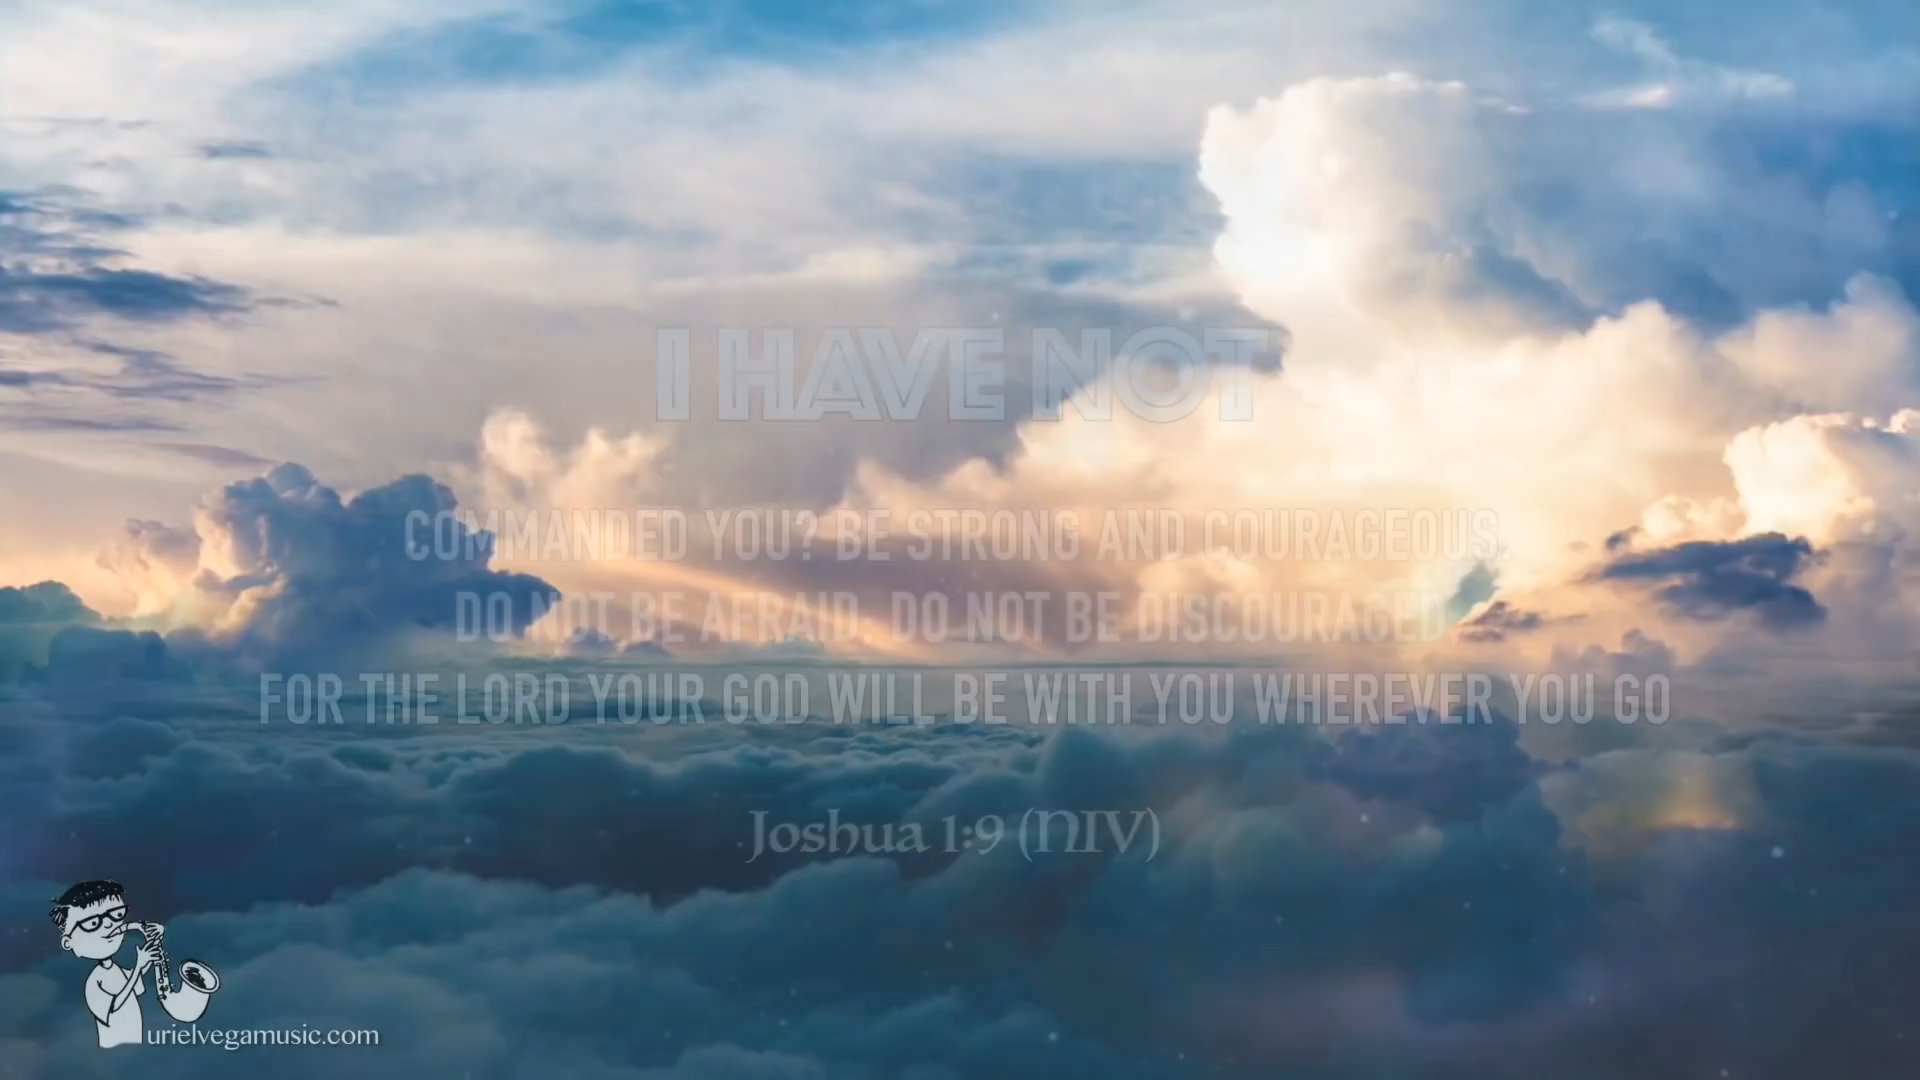 I HAVE NOT
COMMANDED YOU? BE STRONG AND COURAGEOUS.
DO NOT BE AFRAID; DO NOT BE DISCOURAGED,
FOR THE LORD YOUR GOD WILL BE WITH YOU WHEREVER YOU GO
Joshua 1:9 (NIV)
urielvegamusic.com